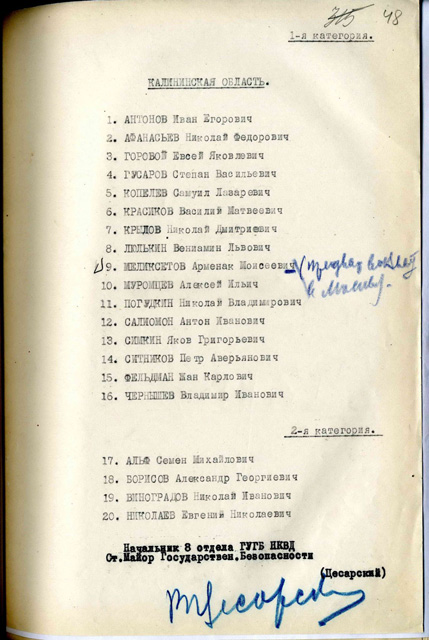 48
1-я категория.
КАЛИНИНСКАЯ ОБЛАСТЬ.
1. АНТОНОВ Иван Егорович
2. АФАНАСЬЕВ Николай Федорович
3. ГОРОВОЙ Евсей Яковлевич
4. ГУСАРОВ Степан Васильевич
5. КОПЕЛЕВ Самуил Лазаревич
6. КРАСИКОВ Василий Матвеевич
7. КРЫЛОВ Николай Дмитриевич
8. ЛЮЛЬКИН Вениамин Львович
9. МЕЛИКСЕТОВ Арменак Моисеевич
в Москву.
10. МУРОМЦЕВ Алексей Ильич
11. ПОГУДКИН Николай Владимирович
12. САЛЮМОН Антон Иванович
13. СИМКИН Яков Григорьевич
14. СИТНИКОВ Петр Аверьянович
15. ФЕЛЬДМАН Жан Карлович
16. ЧЕРНЫШЕВ Владимир Иванович
2-я категория.
17. АЛЬФ Семен Михайлович
18. БОРИСОВ Александр Георгиевич
19. ВИНОГРАДОВ Николай Иванович
20. НИКОЛАЕВ Евгений Николаевич
Начальник 8 отдела ГУГБ НКВД
Ст.Майор Государствен.Безопасности
(Цесарский)